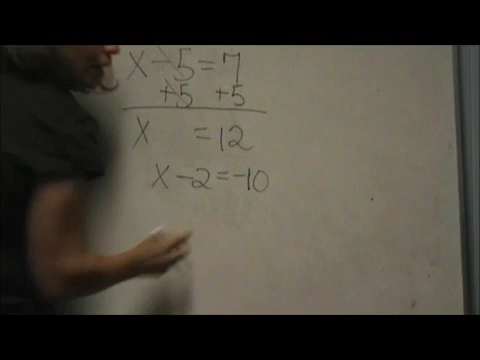 x - 5 = 7
+5 +5
x = 12
x - 2 = -10